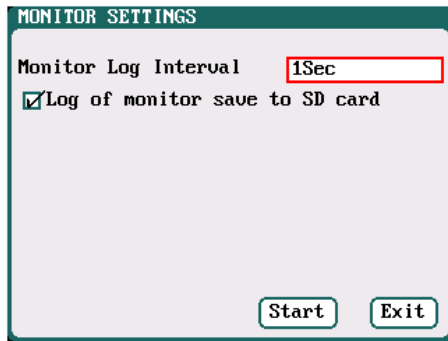 MONITOR SETTINGS
Monitor Log Interval 1Sec
Log of monitor save to SD card
Start Exit